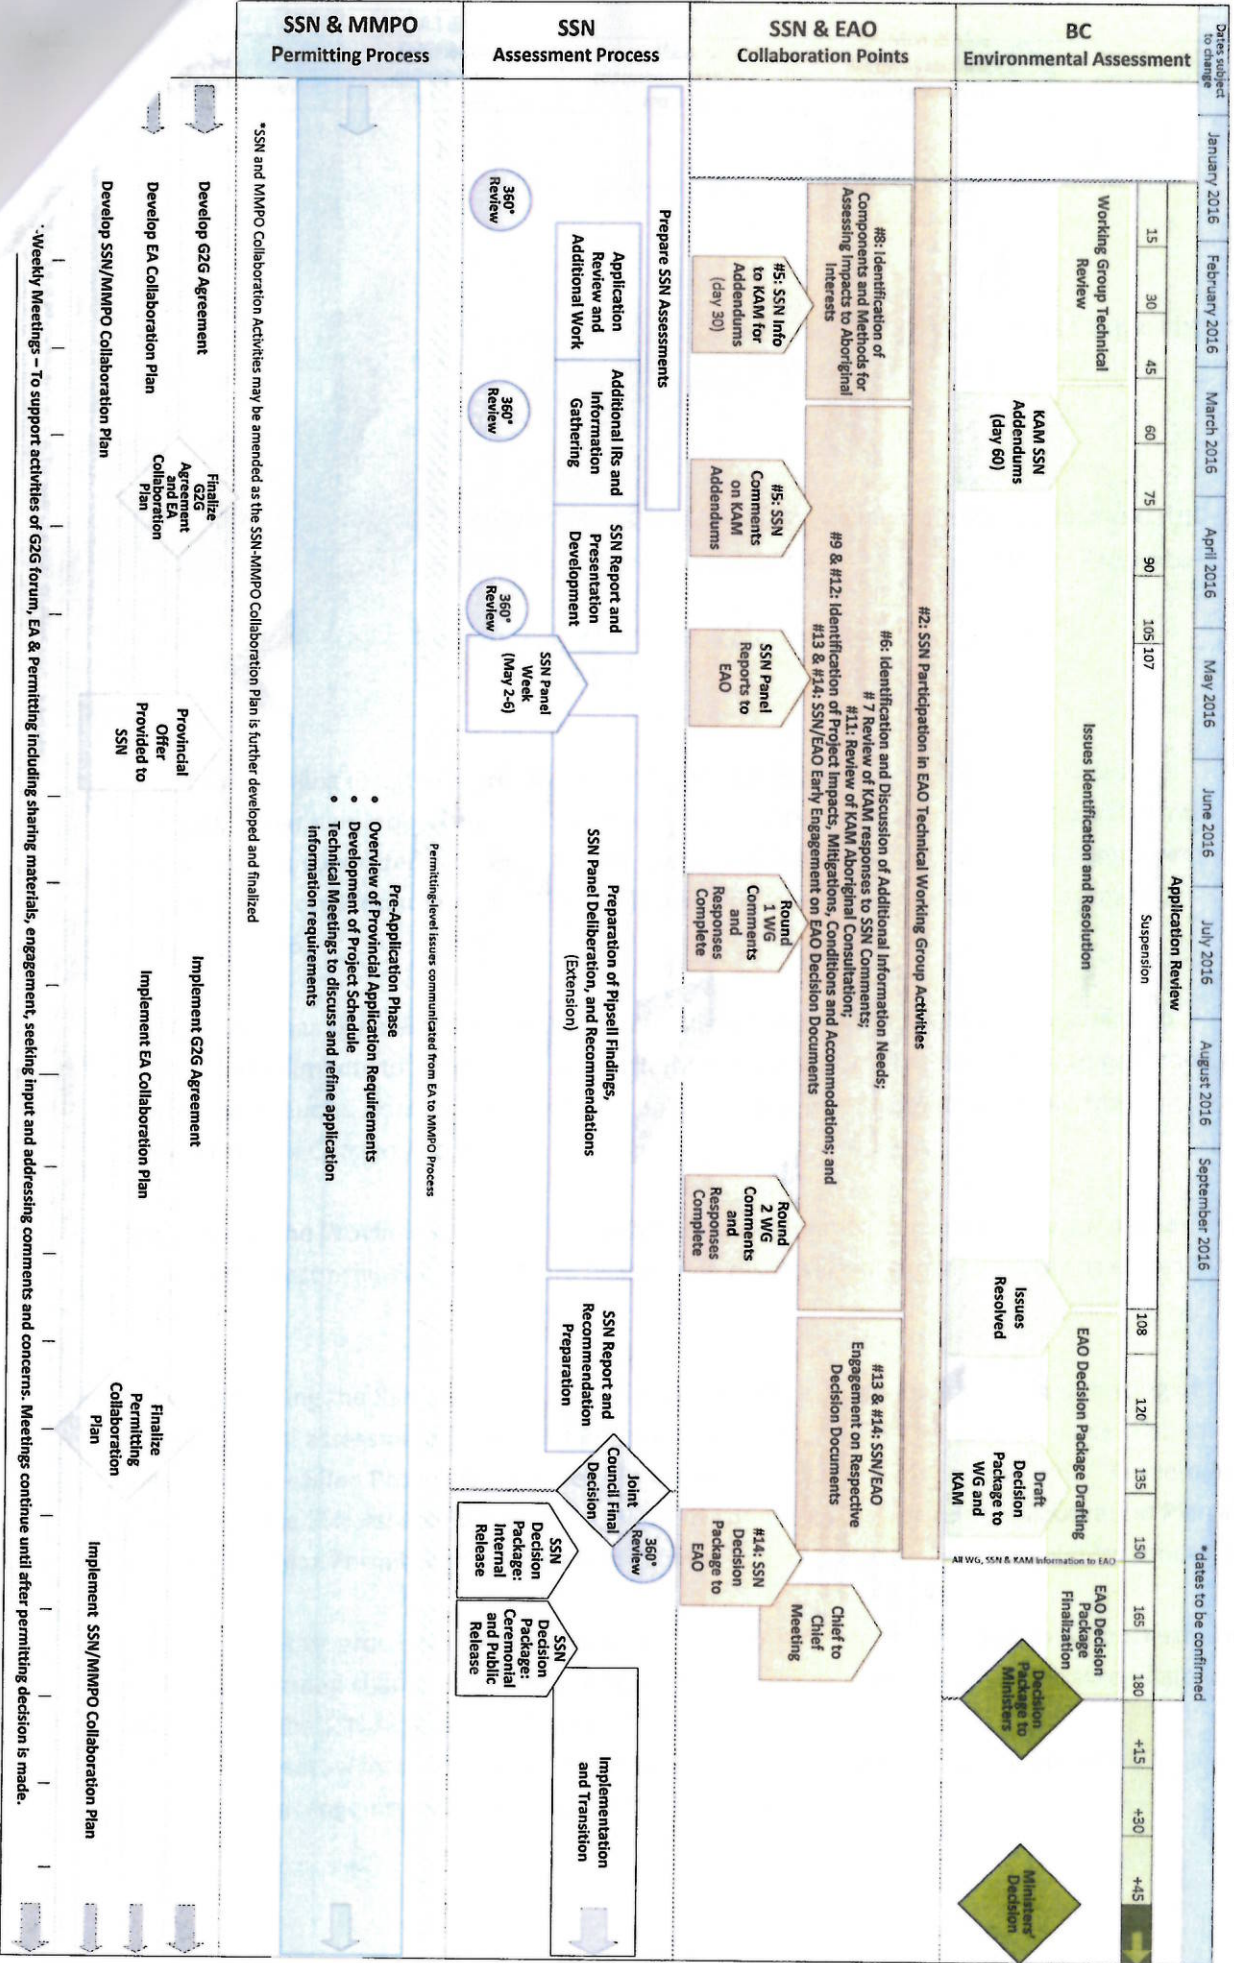 Dates subject
to change
January 2016
February 2016
March 2016
April 2016
May 2016
June 2016
July 2016
August 2016
September 2016
*dates to be confirmed
BC
Environmental Assessment
Application Review
15
30
45
60
75
90
105
107
Suspension
108
120
135
150
165
180
+15
+30
+45
Working Group Technical
Review
Issues Identification and Resolution
EAO Decision Package Drafting
EAO Decision
Package
Finalization
KAM SSN
Addendums
(day 60)
Issues
Resolved
Draft
Decision
Package to
WG and
KAM
All WG, SSN & KAM Information to EAO
Decision
Package to
Ministers
Ministers'
Decision
SSN & EAO
Collaboration Points
#2: SSN Participation in EAO Technical Working Group Activities
#8: Identification of
Components and Methods for
Assessing Impacts to Aboriginal
Interests
#6: Identification and Discussion of Additional Information Needs;
# 7 Review of KAM responses to SSN Comments;
#11: Review of KAM Aboriginal Consultation;
#9 & #12: Identification of Project Impacts, Mitigations, Conditions and Accommodations; and
#13 & #14: SSN/EAO Early Engagement on EAO Decision Documents
#13 & #14: SSN/EAO
Engagement on Respective
Decision Documents
#5: SSN Info
to KAM for
Addendums
(day 30)
#5: SSN
Comments
on KAM
Addendums
SSN Panel
Reports to
EAO
Round
1 WG
Comments
and
Responses
Complete
Round
2 WG
Comments
and
Responses
Complete
#14: SSN
Decision
Package to
EAO
Chief to
Chief
Meeting
SSN
Assessment Process
Prepare SSN Assessments
Application
Review and
Additional Work
Additional IRs and
Information
Gathering
SSN Report and
Presentation
Development
360°
Review
360°
Review
360°
Review
SSN Panel
Week
(May 2-6)
Preparation of Pipsell Findings,
SSN Panel Deliberation, and Recommendations
(Extension)
SSN Report and
Recommendation
Preparation
Joint
Council Final
Decision
360°
Review
SSN
Decision
Package:
Internal
Release
SSN
Decision
Package:
Ceremonial
and Public
Release
Implementation
and Transition
SSN & MMPO
Permitting Process
Permitting-level issues communicated from EA to MMPO Process
Pre-Application Phase
• Overview of Provincial Application Requirements
• Development of Project Schedule
• Technical Meetings to discuss and refine application
information requirements
*SSN and MMPO Collaboration Activities may be amended as the SSN-MMPO Collaboration Plan is further developed and finalized
Develop G2G Agreement
Develop EA Collaboration Plan
Develop SSN/MMPO Collaboration Plan
Finalize
G2G
Agreement
and EA
Collaboration
Plan
Provincial
Offer
Provided to
SSN
Implement G2G Agreement
Implement EA Collaboration Plan
Finalize
Permitting
Collaboration
Plan
Implement SSN/MMPO Collaboration Plan
Weekly Meetings – To support activities of G2G forum, EA & Permitting including sharing materials, engagement, seeking input and addressing comments and concerns. Meetings continue until after permitting decision is made.